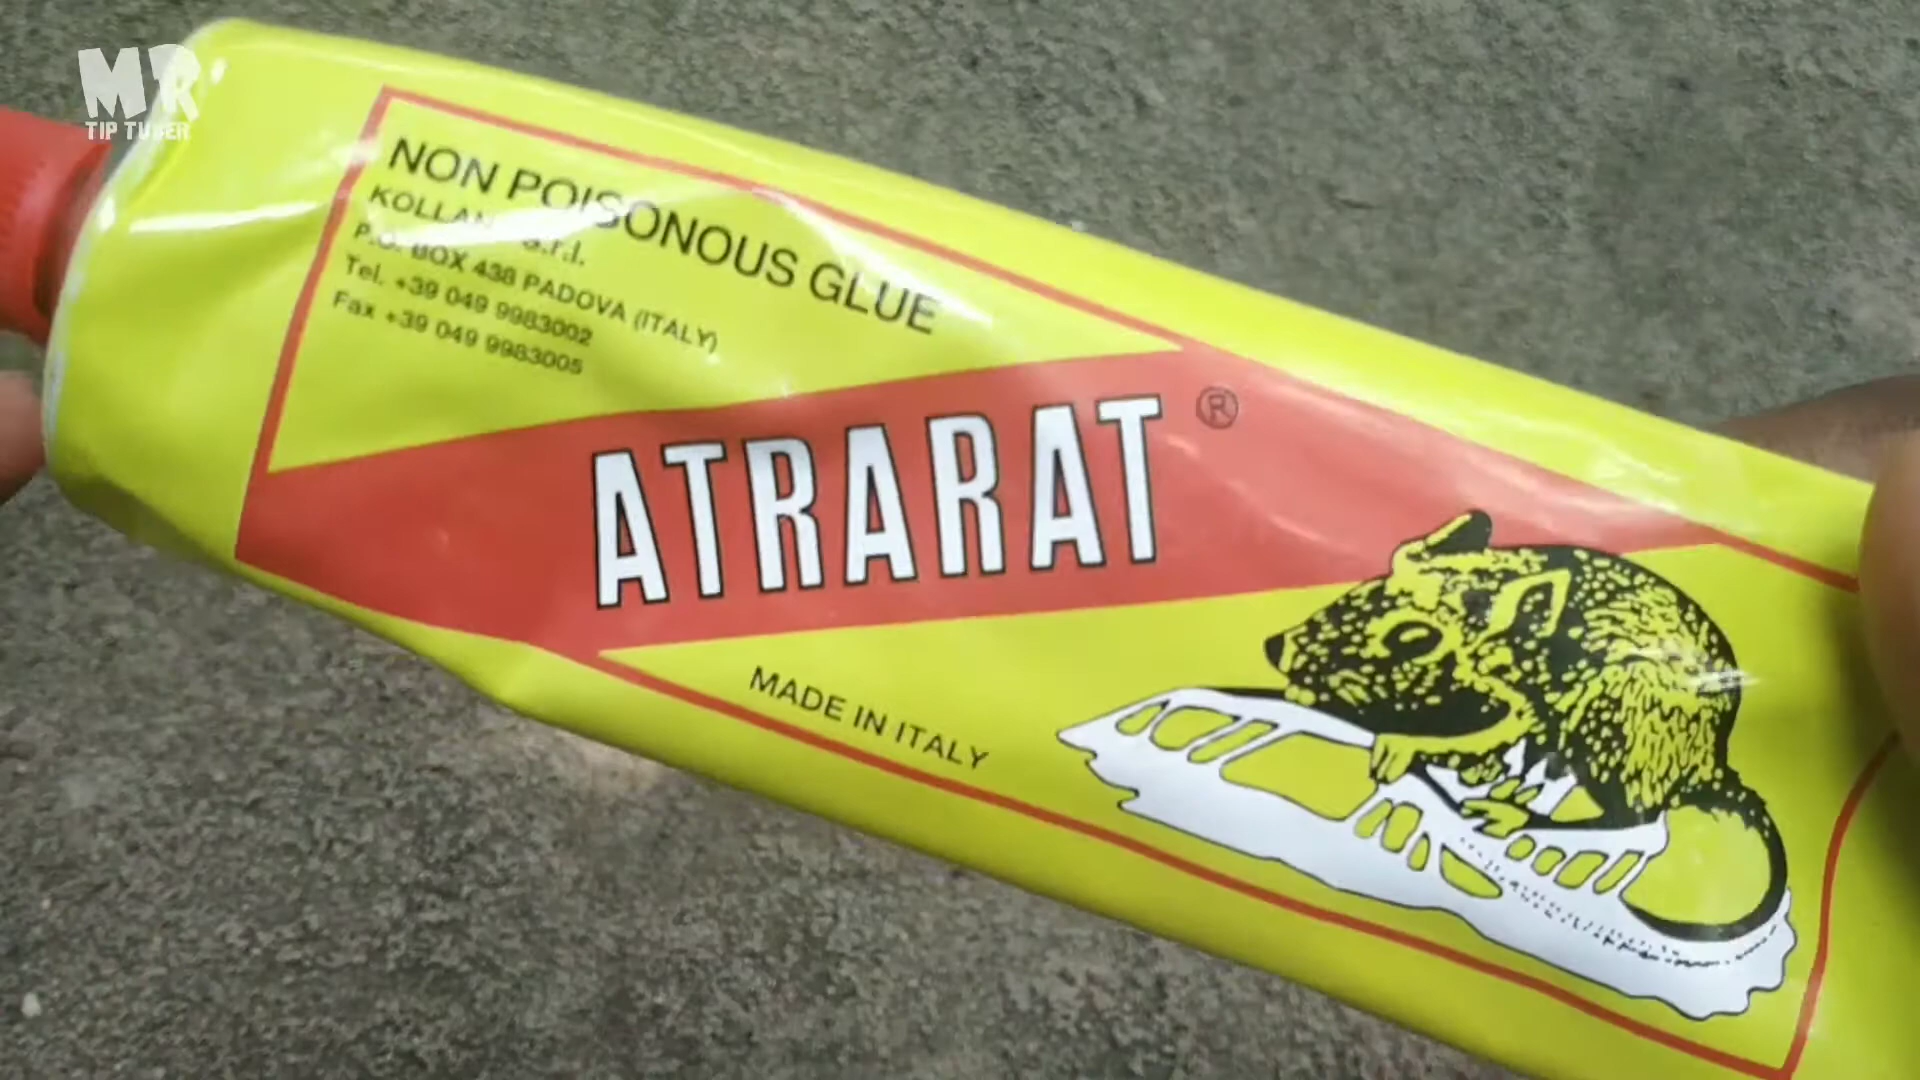 MR
TIP TUBER
NON POISONOUS GLUE
S.r.l.
P.O. BOX 438 PADOVA (ITALY)
Tel. +39 049 9983002
Fax +39 049 9983005
ATRARAT ®
MADE IN ITALY